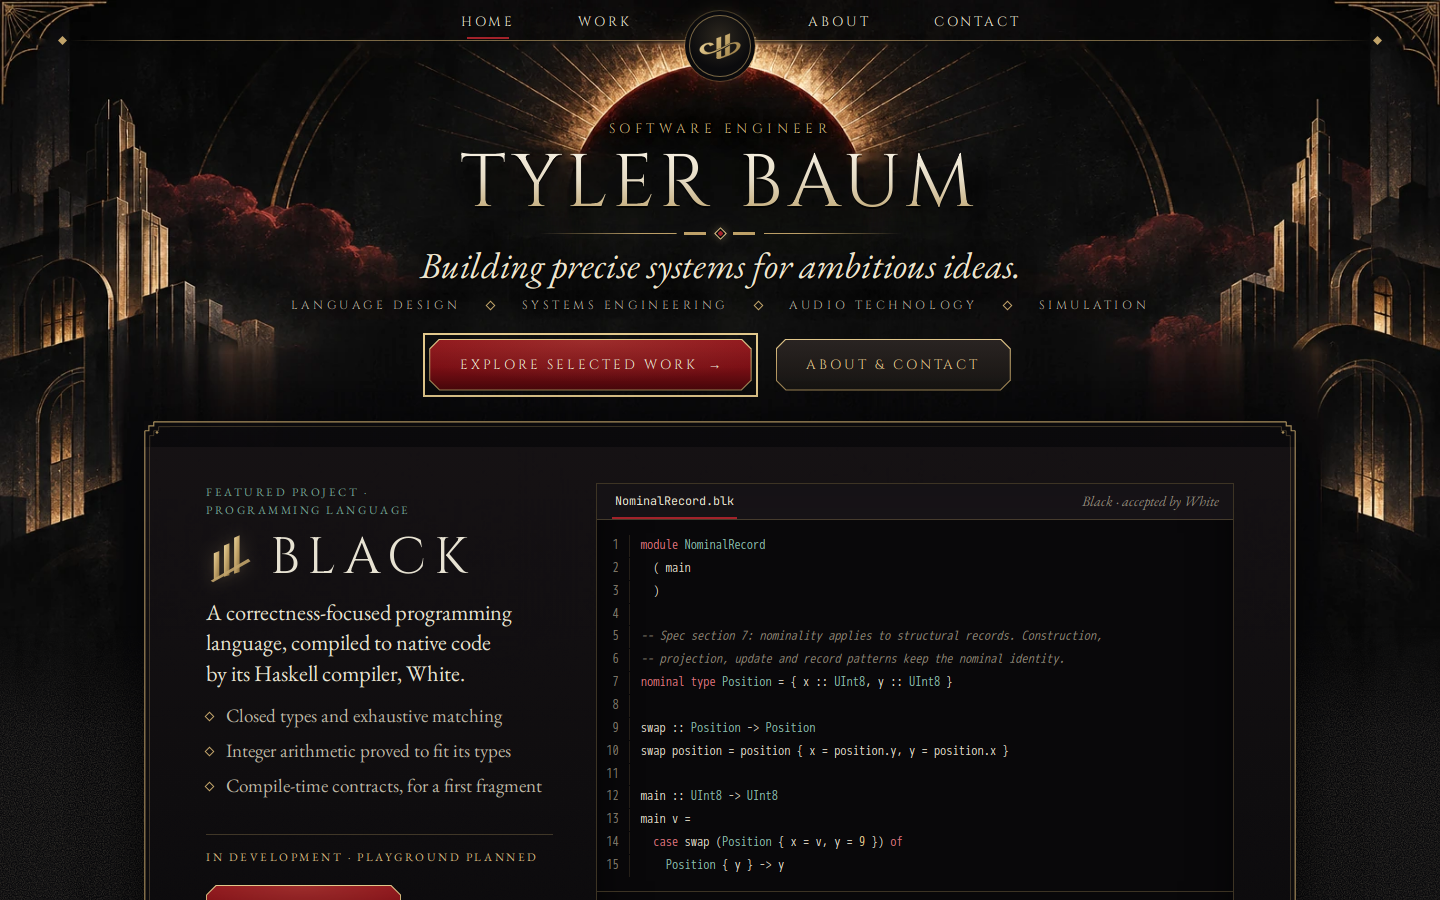 HOME WORK ABOUT CONTACT
SOFTWARE ENGINEER
TYLER BAUM
Building precise systems for ambitious ideas.
LANGUAGE DESIGN ◇ SYSTEMS ENGINEERING ◇ AUDIO TECHNOLOGY ◇ SIMULATION
EXPLORE SELECTED WORK → ABOUT & CONTACT
FEATURED PROJECT ·
PROGRAMMING LANGUAGE
BLACK
A correctness-focused programming
language, compiled to native code
by its Haskell compiler, White.
◇ Closed types and exhaustive matching
◇ Integer arithmetic proved to fit its types
◇ Compile-time contracts, for a first fragment
IN DEVELOPMENT · PLAYGROUND PLANNED
NominalRecord.blk Black · accepted by White
1 module NominalRecord
2   ( main
3   )
4
5 -- Spec section 7: nominality applies to structural records. Construction,
6 -- projection, update and record patterns keep the nominal identity.
7 nominal type Position = { x :: UInt8, y :: UInt8 }
8
9 swap :: Position -> Position
10 swap position = position { x = position.y, y = position.x }
11
12 main :: UInt8 -> UInt8
13 main v =
14   case swap (Position { x = v, y = 9 }) of
15     Position { y } -> y